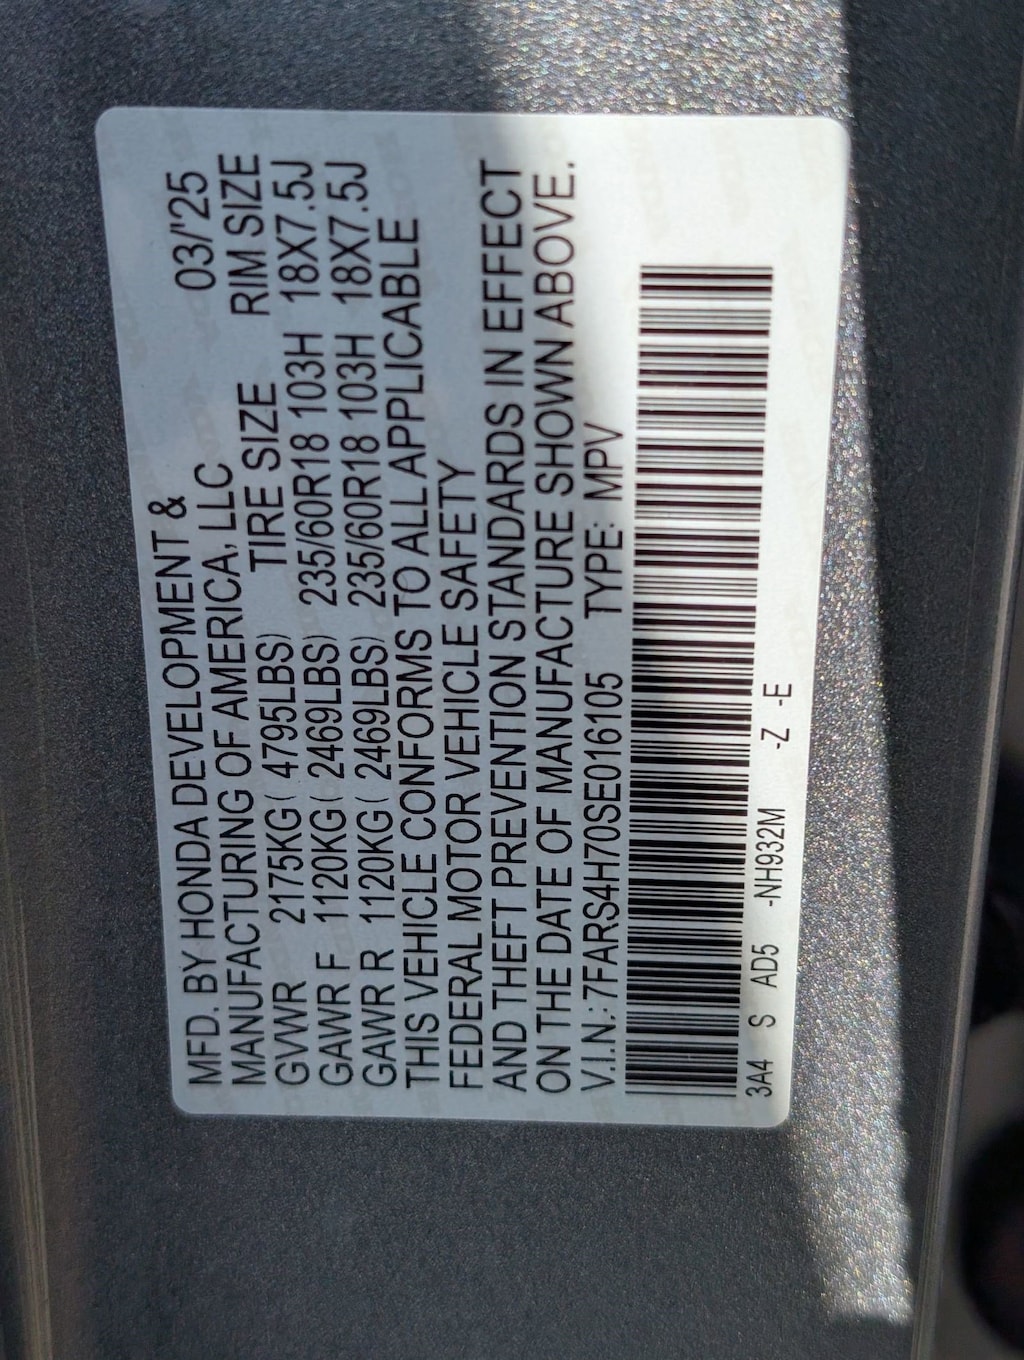 MFD. BY HONDA DEVELOPMENT &
MANUFACTURING OF AMERICA, LLC 03/'25
GVWR 2175KG( 4795LBS) TIRE SIZE RIM SIZE
GAWR F 1120KG( 2469LBS) 235/60R18 103H 18X7.5J
GAWR R 1120KG( 2469LBS) 235/60R18 103H 18X7.5J
THIS VEHICLE CONFORMS TO ALL APPLICABLE
FEDERAL MOTOR VEHICLE SAFETY
AND THEFT PREVENTION STANDARDS IN EFFECT
ON THE DATE OF MANUFACTURE SHOWN ABOVE.
V.I.N.: 7FARS4H70SE016105 TYPE: MPV
3A4 S AD5 -NH932M -Z -E